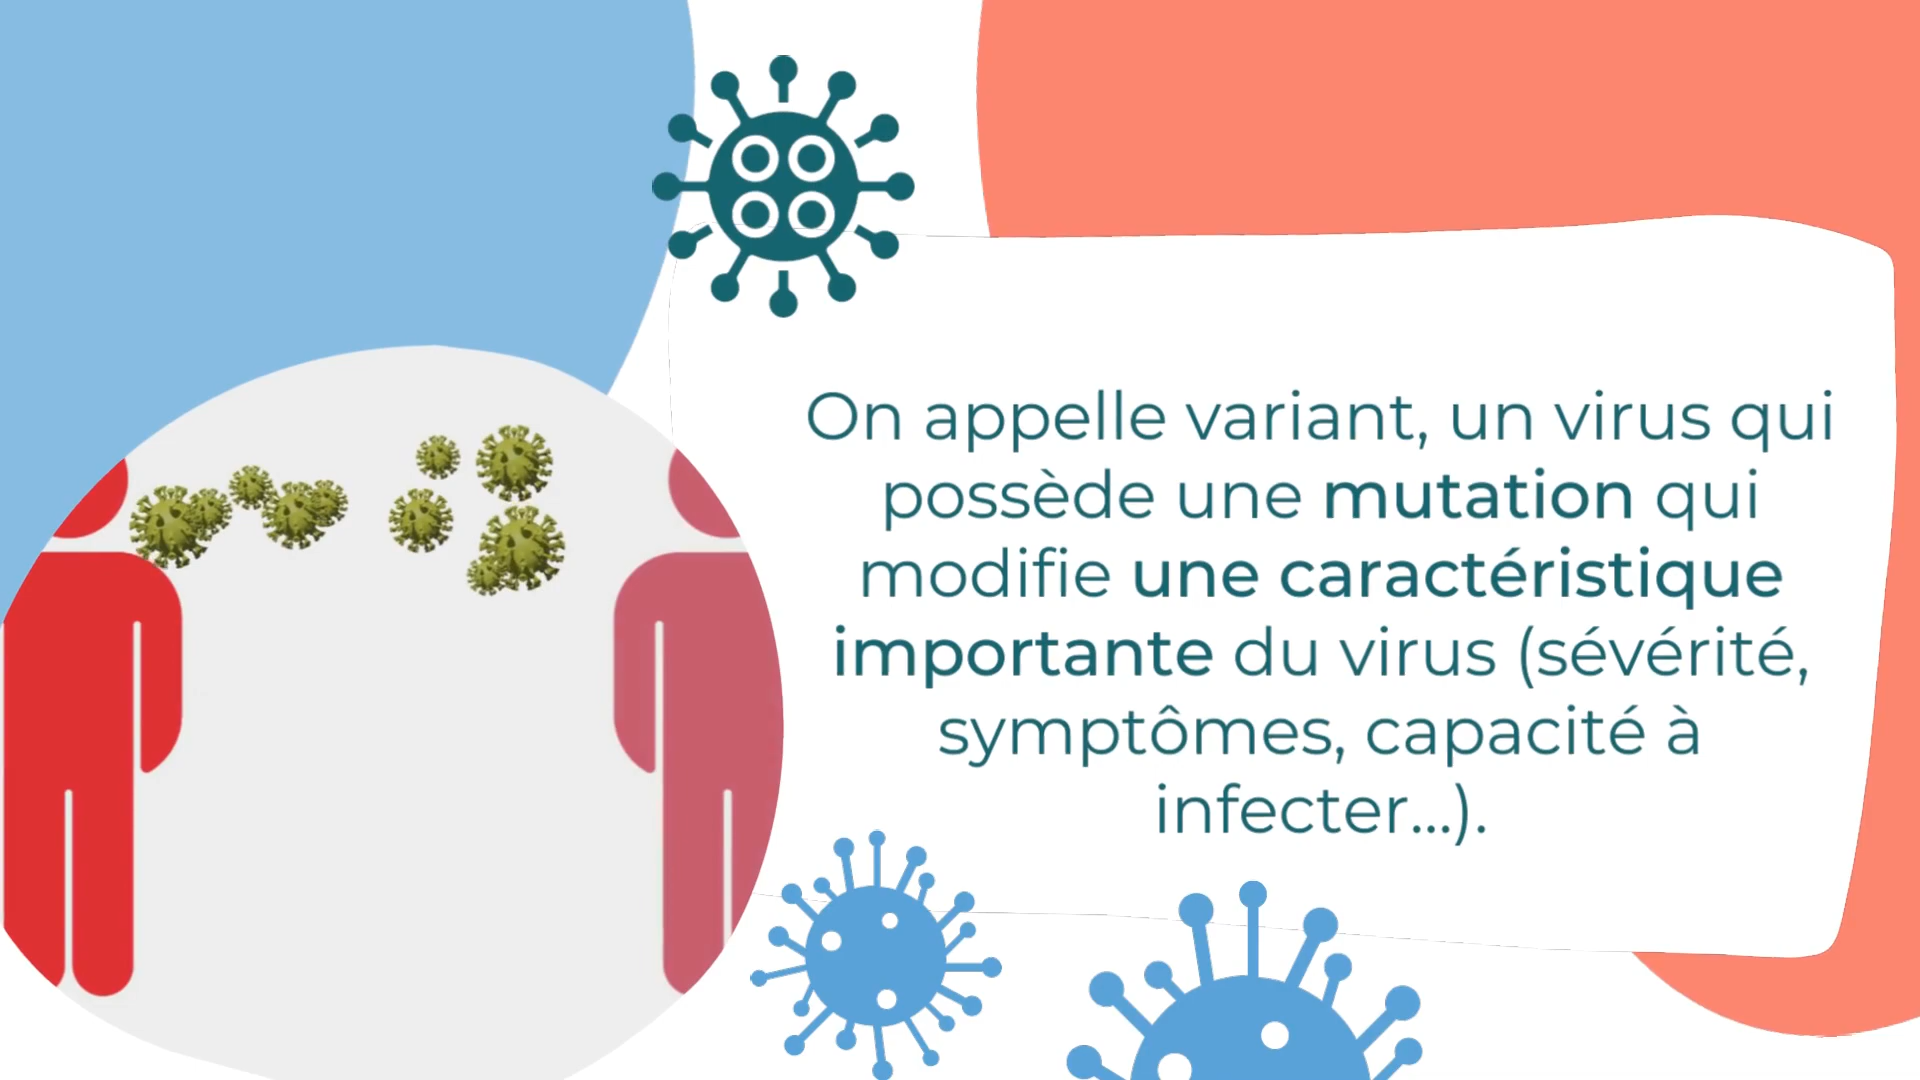 On appelle variant, un virus qui
possède une mutation qui
modifie une caractéristique
importante du virus (sévérité,
symptômes, capacité à
infecter...).